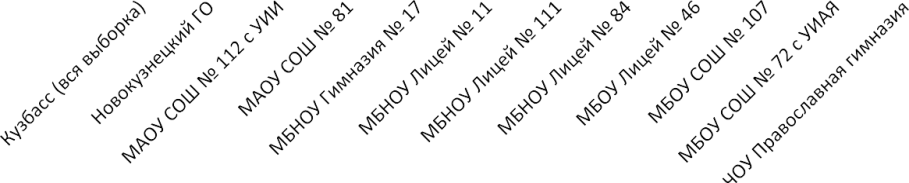 Кузбасс (вся выборка)
Новокузнецкий ГО
МАОУ СОШ № 112 с УИИ
МАОУ СОШ № 81
МБНОУ Гимназия № 17
МБНОУ Лицей № 11
МБНОУ Лицей № 111
МБНОУ Лицей № 84
МБОУ Лицей № 46
МБОУ СОШ № 107
МБОУ СОШ № 72 с УИАЯ
ЧОУ Православная гимназия